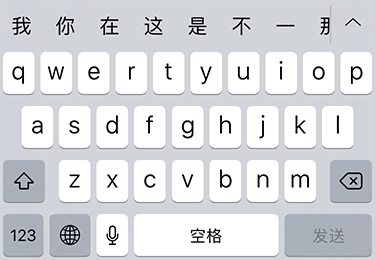 我 你 在 这 是 不 一
q w e r t y u i o p
a s d f g h j k l
z x c v b n m
123 空格 发送